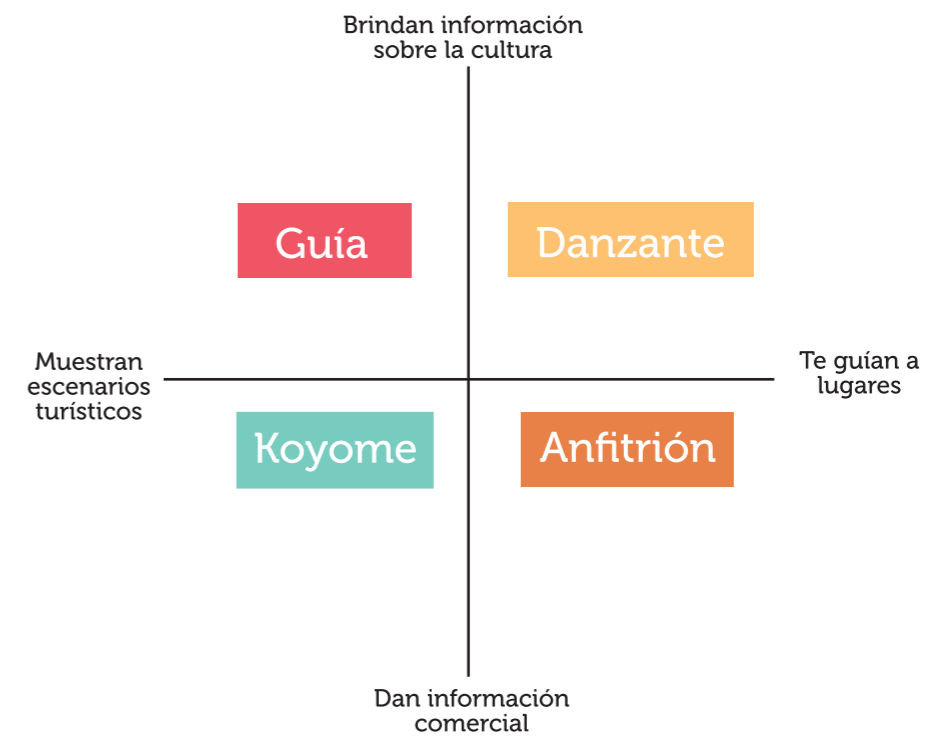 Brindan información
sobre la cultura
Guía
Danzante
Muestran
escenarios
turísticos
Te guían a
lugares
Koyome
Anfitrión
Dan información
comercial